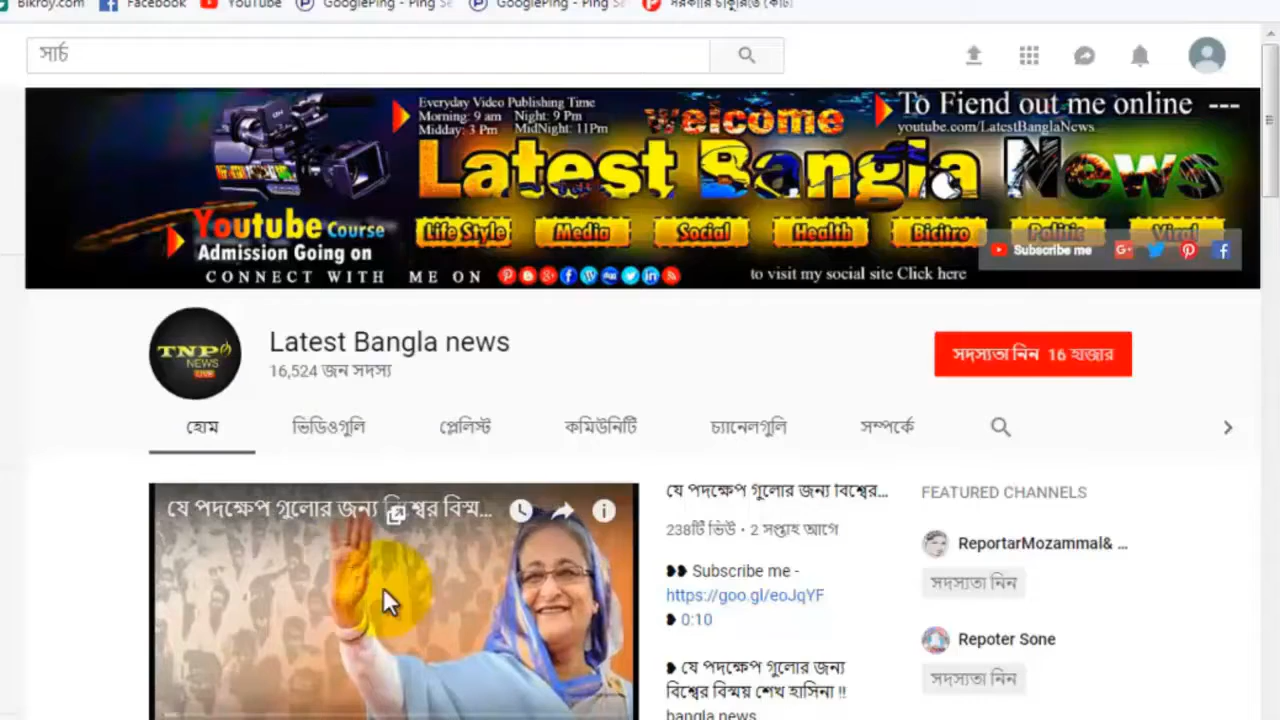 Bikroy.com Facebook YouTube GooglePing - Ping Se GooglePing - Ping Se
সার্চ
Everyday Video Publishing Time
Morning: 9 am Night: 9 Pm
Midday: 3 Pm MidNight: 11Pm
welcome
To Fiend out me online ---
youtube.com/LatestBanglaNews
Latest Bangla News
Youtube Course
Admission Going on
Life Style Media Social Health Bicitro Politic Viral
Subscribe me
CONNECT WITH ME ON
to visit my social site Click here
TNP
NEWS
LIVE
Latest Bangla news
16,524 জন সদস্য
সদস্যতা নিন 16 হাজার
হোম ভিডিওগুলি প্লেলিস্ট কমিউনিটি চ্যানেলগুলি সম্পর্কে
যে পদক্ষেপ গুলোর জন্য বিশ্বের বিস্ম...
যে পদক্ষেপ গুলোর জন্য বিশ্বের...
238টি ভিউ • 2 সপ্তাহ আগে
Subscribe me -
https://goo.gl/eoJqYF
0:10
যে পদক্ষেপ গুলোর জন্য
বিশ্বের বিস্ময় শেখ হাসিনা !!
bangla news
FEATURED CHANNELS
ReportarMozammal& ...
সদস্যতা নিন
Repoter Sone
সদস্যতা নিন